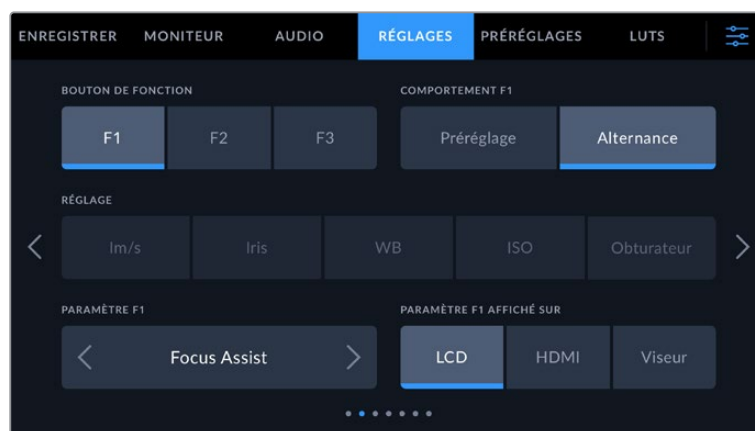 ENREGISTRER MONITEUR AUDIO RÉGLAGES PRÉRÉGLAGES LUTS
BOUTON DE FONCTION COMPORTEMENT F1
F1 F2 F3 Préréglage Alternance
RÉGLAGE
Im/s Iris WB ISO Obturateur
PARAMÈTRE F1 PARAMÈTRE F1 AFFICHÉ SUR
Focus Assist LCD HDMI Viseur